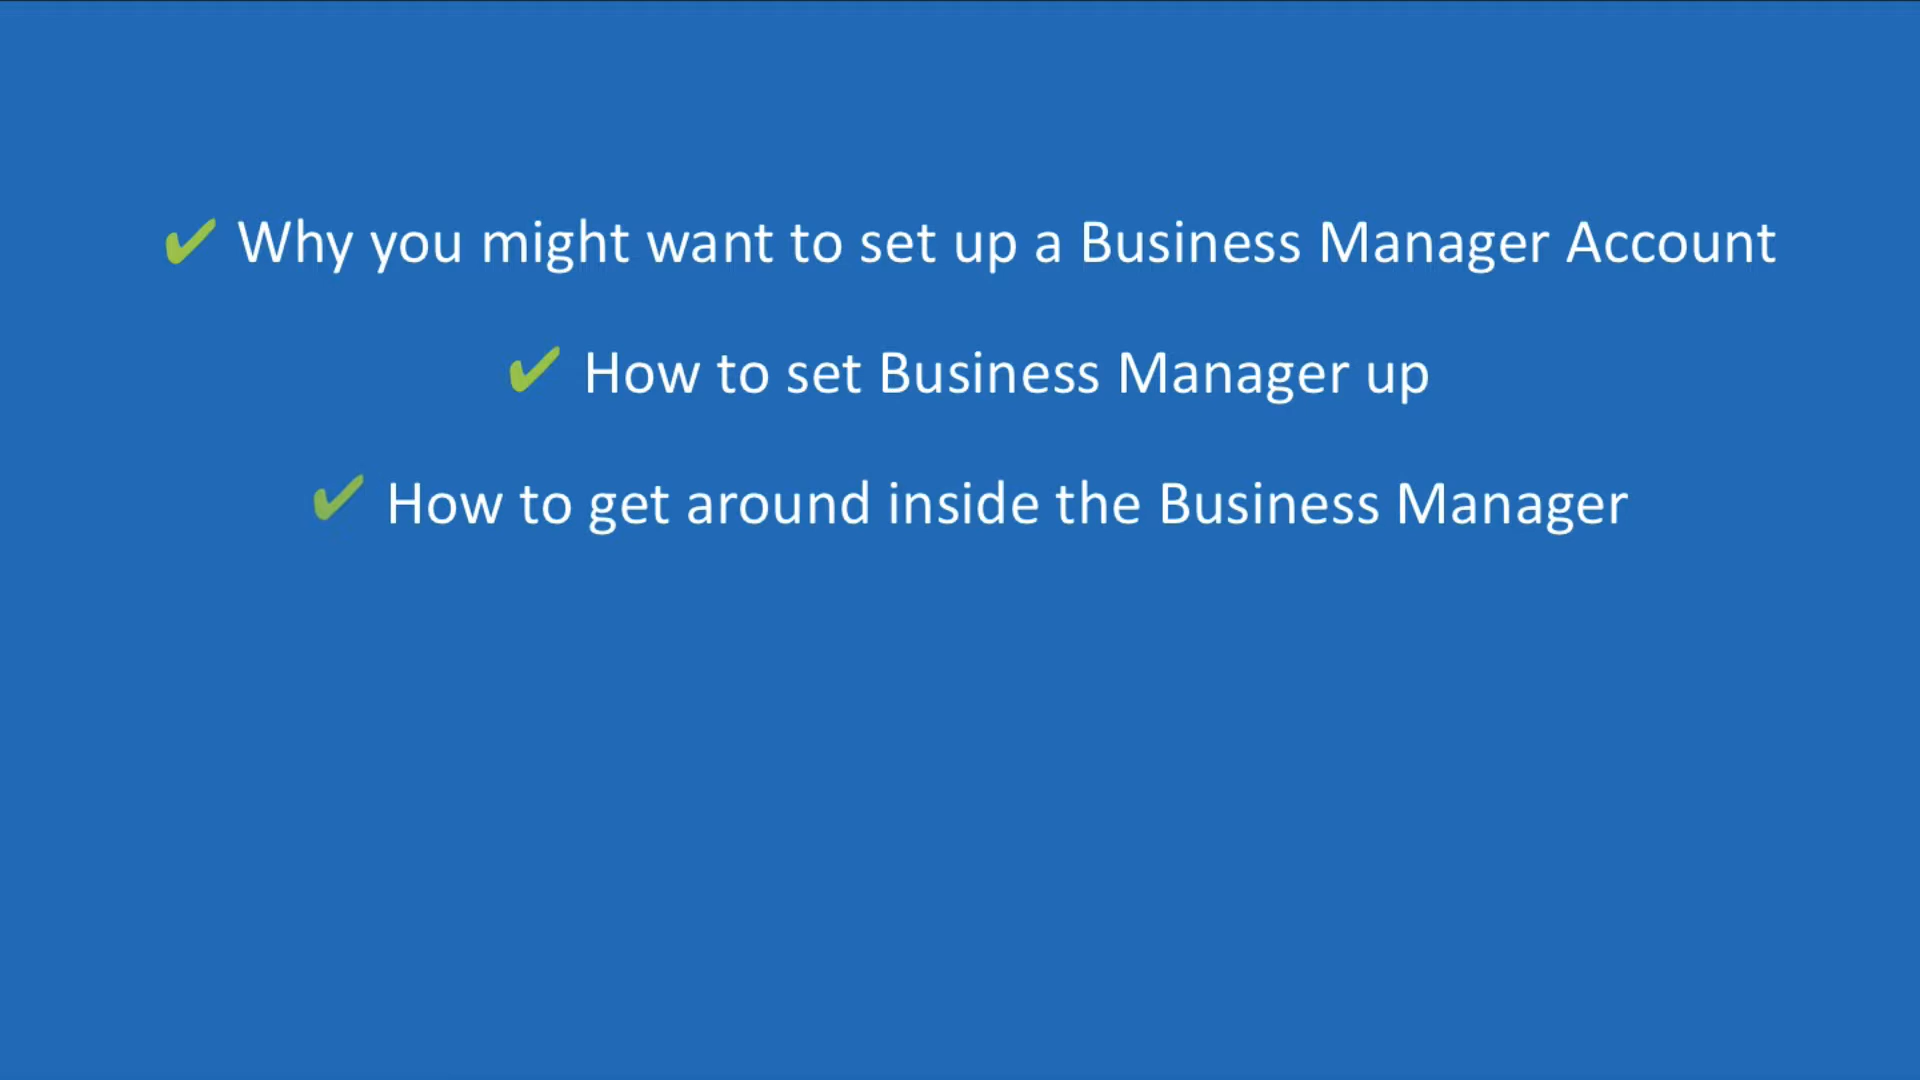 ✔ Why you might want to set up a Business Manager Account
✔ How to set Business Manager up
✔ How to get around inside the Business Manager